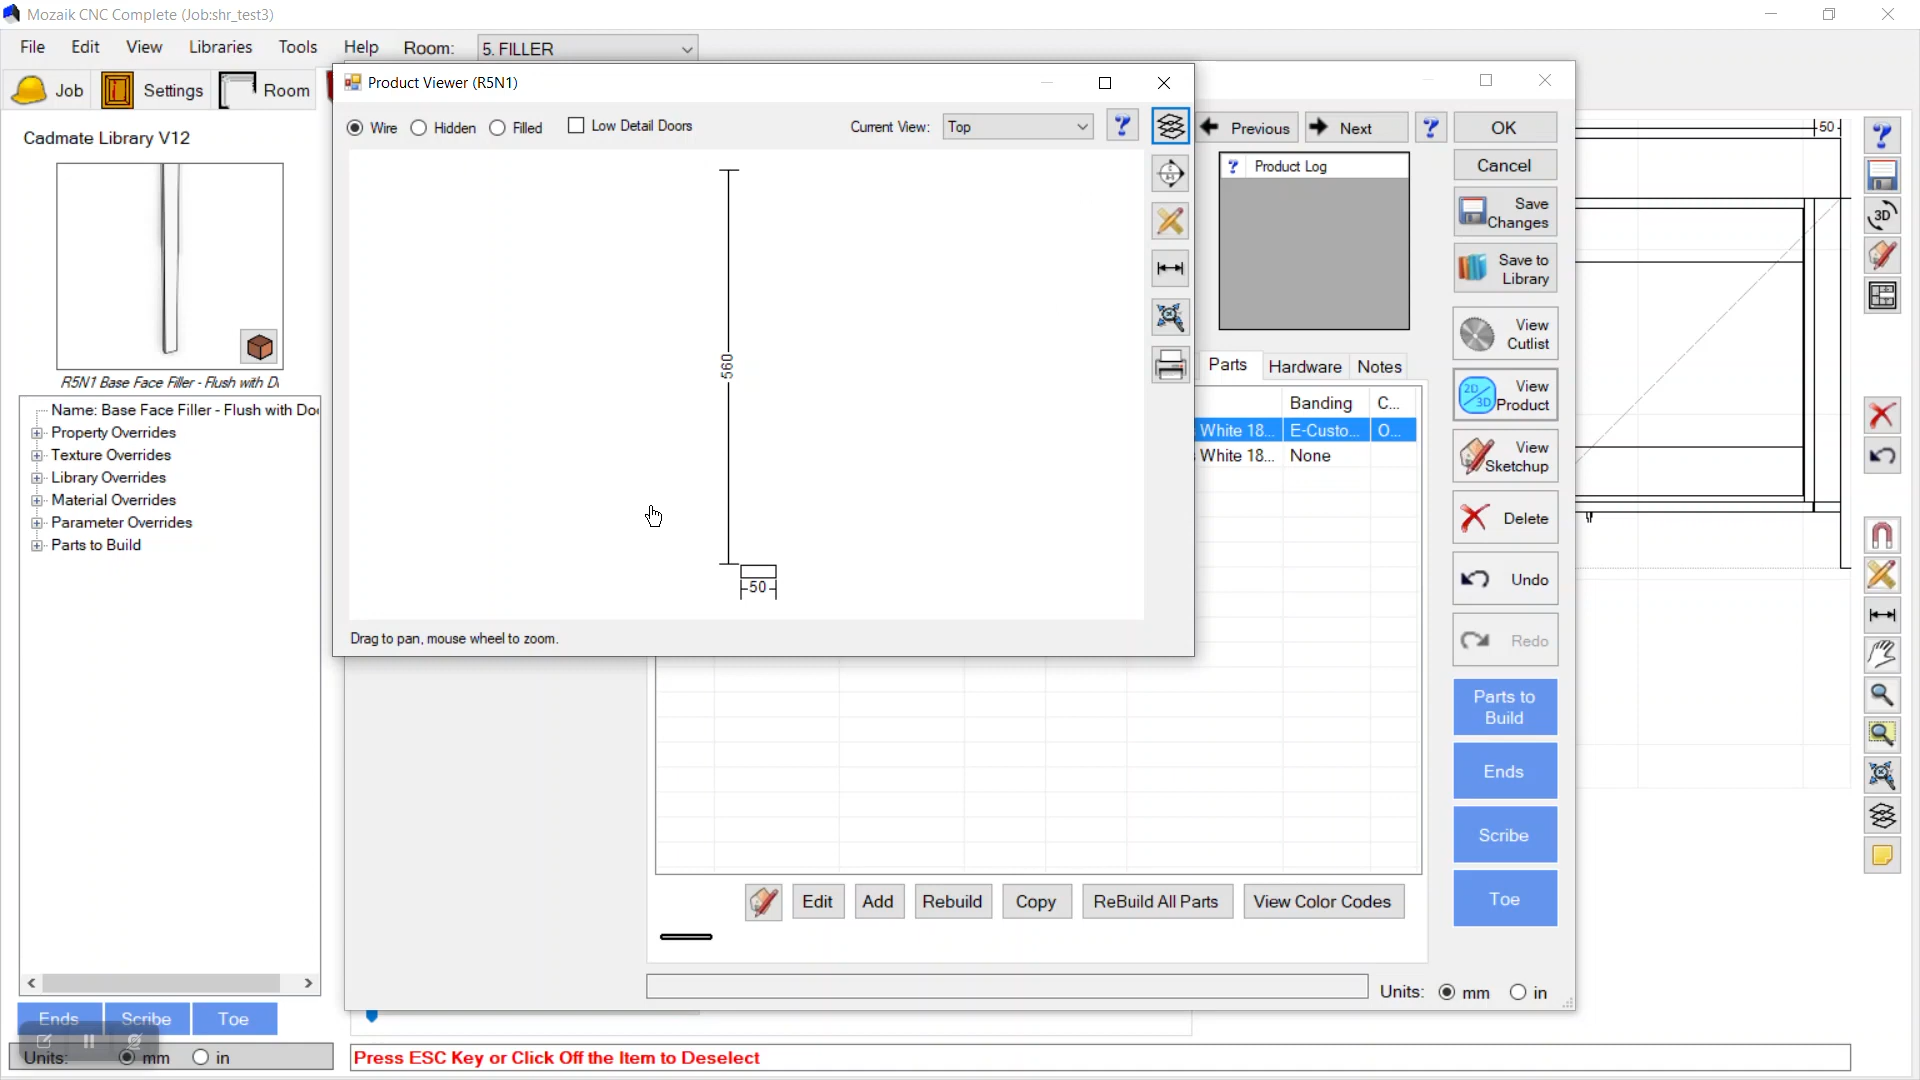 Mozaik CNC Complete (Job:shr_test3)
File Edit View Libraries Tools Help Room: 5. FILLER
Job Settings Room
Product Viewer (R5N1)
Wire Hidden Filled Low Detail Doors Current View: Top
Previous Next OK
Cancel
Save Changes
Save to Library
View Cutlist
View Product
View Sketchup
Delete
Undo
Redo
Parts to Build
Ends
Scribe
Toe
Product Log
Parts Hardware Notes
Banding C...
White 18... E-Custo... O...
White 18... None
560
50
50
Drag to pan, mouse wheel to zoom.
Cadmate Library V12
R5N1 Base Face Filler - Flush with D
Name: Base Face Filler - Flush with Do
Property Overrides
Texture Overrides
Library Overrides
Material Overrides
Parameter Overrides
Parts to Build
Edit Add Rebuild Copy ReBuild All Parts View Color Codes
Units: mm in
Ends Scribe Toe
Units: mm in
Press ESC Key or Click Off the Item to Deselect
3D
2D/3D